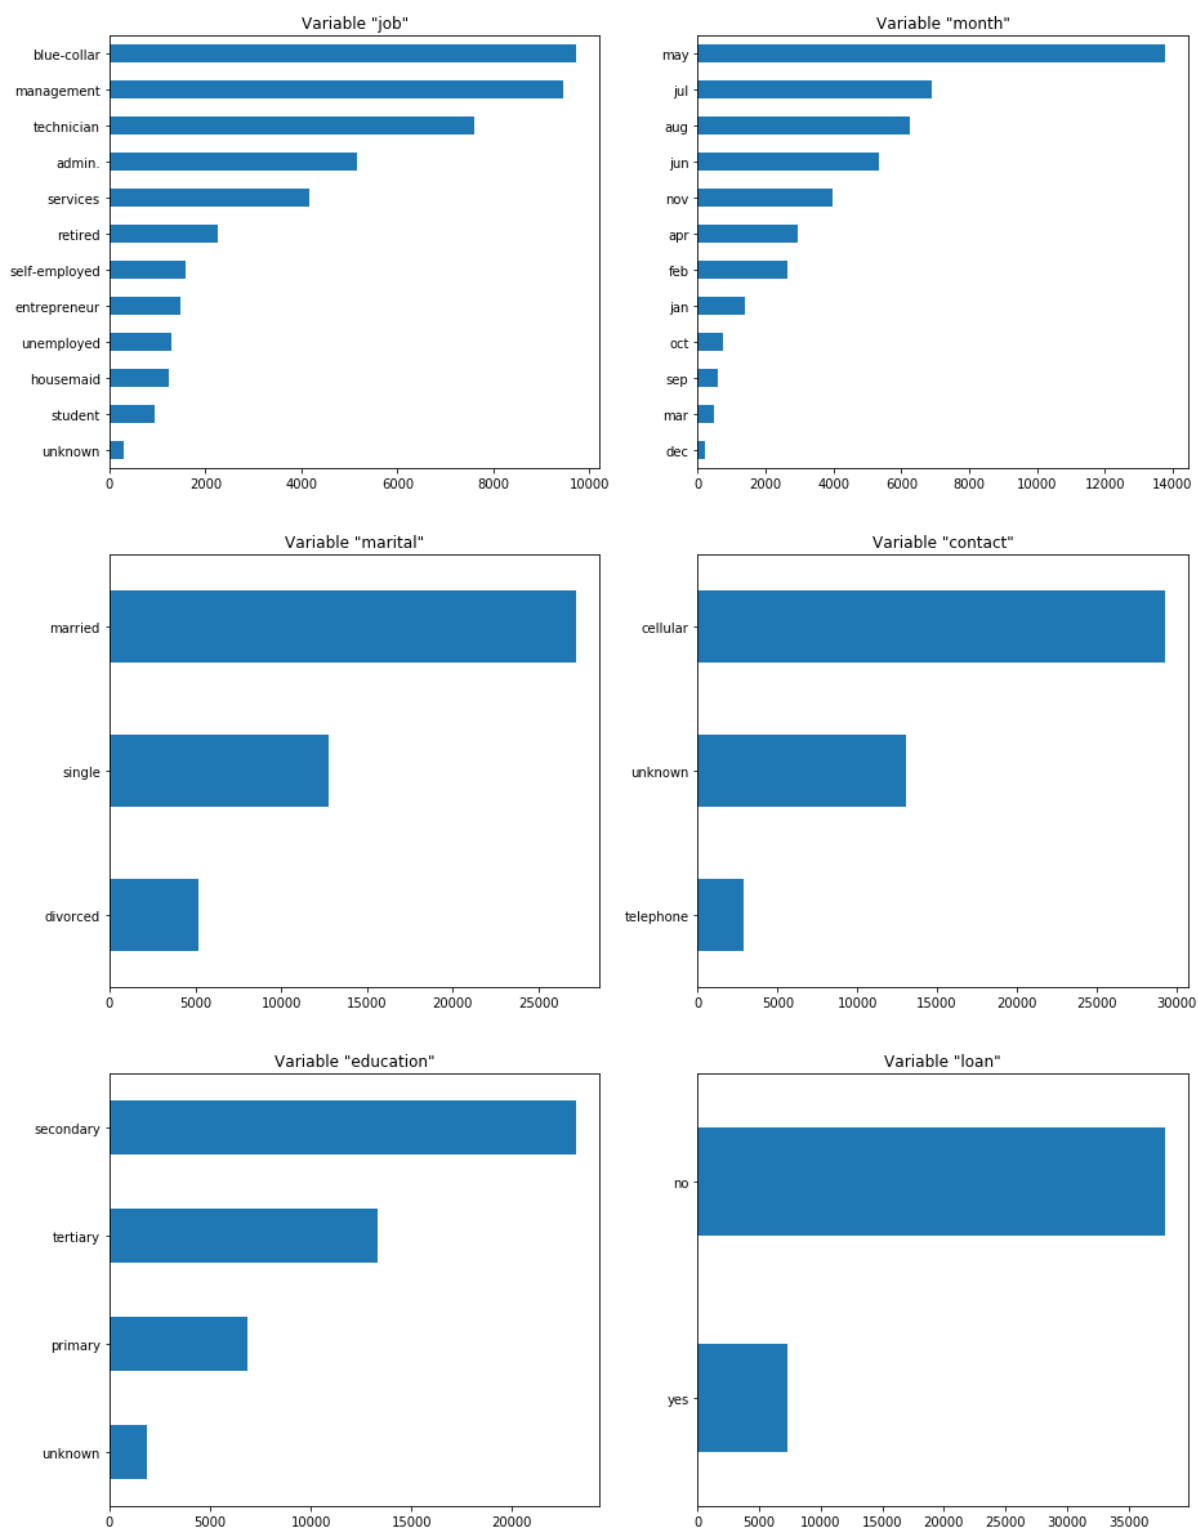 Variable "job"
blue-collar
management
technician
admin.
services
retired
self-employed
entrepreneur
unemployed
housemaid
student
unknown
0 2000 4000 6000 8000 10000
Variable "month"
may
jul
aug
jun
nov
apr
feb
jan
oct
sep
mar
dec
0 2000 4000 6000 8000 10000 12000 14000
Variable "marital"
married
single
divorced
0 5000 10000 15000 20000 25000
Variable "contact"
cellular
unknown
telephone
0 5000 10000 15000 20000 25000 30000
Variable "education"
secondary
tertiary
primary
unknown
0 5000 10000 15000 20000
Variable "loan"
no
yes
0 5000 10000 15000 20000 25000 30000 35000